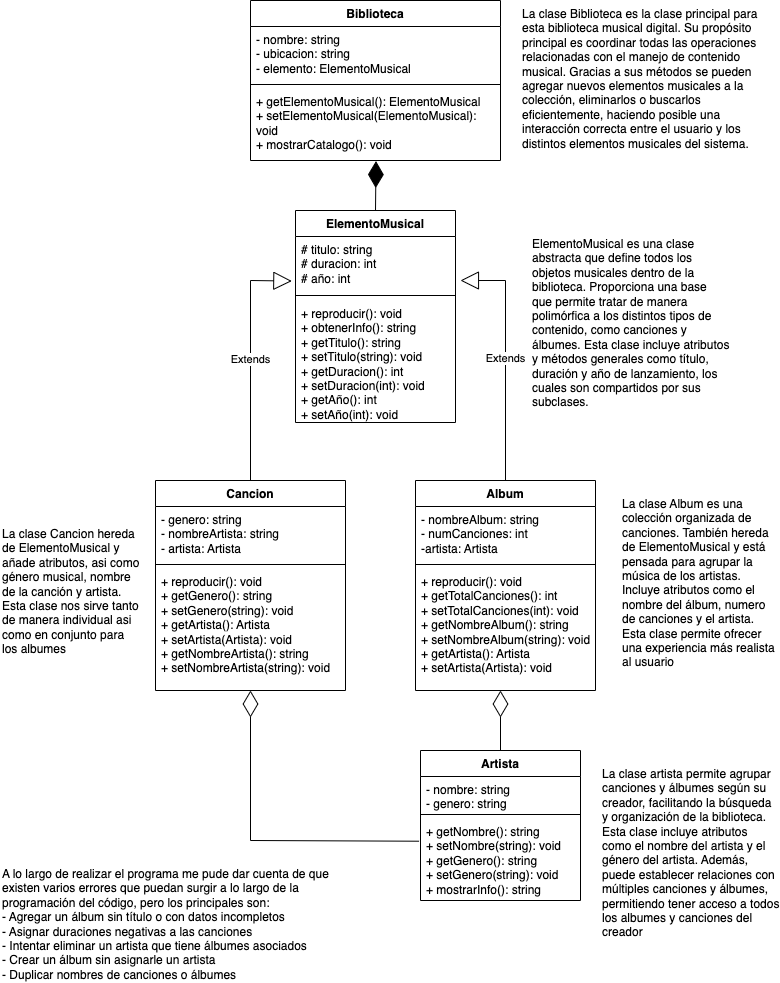 Biblioteca
- nombre: string
- ubicacion: string
- elemento: ElementoMusical
+ getElementoMusical(): ElementoMusical
+ setElementoMusical(ElementoMusical):
void
+ mostrarCatalogo(): void
La clase Biblioteca es la clase principal para
esta biblioteca musical digital. Su propósito
principal es coordinar todas las operaciones
relacionadas con el manejo de contenido
musical. Gracias a sus métodos se pueden
agregar nuevos elementos musicales a la
colección, eliminarlos o buscarlos
eficientemente, haciendo posible una
interacción correcta entre el usuario y los
distintos elementos musicales del sistema.
ElementoMusical
# titulo: string
# duracion: int
# año: int
+ reproducir(): void
+ obtenerInfo(): string
+ getTitulo(): string
+ setTitulo(string): void
+ getDuracion(): int
+ setDuracion(int): void
+ getAño(): int
+ setAño(int): void
ElementoMusical es una clase
abstracta que define todos los
objetos musicales dentro de la
biblioteca. Proporciona una base
que permite tratar de manera
polimórfica a los distintos tipos de
contenido, como canciones y
álbumes. Esta clase incluye atributos
y métodos generales como título,
duración y año de lanzamiento, los
cuales son compartidos por sus
subclases.
Extends
Extends
La clase Cancion hereda
de ElementoMusical y
añade atributos, asi como
género musical, nombre
de la canción y artista.
Esta clase nos sirve tanto
de manera individual asi
como en conjunto para
los albumes
Cancion
- genero: string
- nombreArtista: string
- artista: Artista
+ reproducir(): void
+ getGenero(): string
+ setGenero(string): void
+ getArtista(): Artista
+ setArtista(Artista): void
+ getNombreArtista(): string
+ setNombreArtista(string): void
Album
- nombreAlbum: string
- numCanciones: int
-artista: Artista
+ reproducir(): void
+ getTotalCanciones(): int
+ setTotalCanciones(int): void
+ getNombreAlbum(): string
+ setNombreAlbum(string): void
+ getArtista(): Artista
+ setArtista(Artista): void
La clase Album es una
colección organizada de
canciones. También hereda
de ElementoMusical y está
pensada para agrupar la
música de los artistas.
Incluye atributos como el
nombre del álbum, numero
de canciones y el artista.
Esta clase permite ofrecer
una experiencia más realista
al usuario
Artista
- nombre: string
- genero: string
+ getNombre(): string
+ setNombre(string): void
+ getGenero(): string
+ setGenero(string): void
+ mostrarInfo(): string
La clase artista permite agrupar
canciones y álbumes según su
creador, facilitando la búsqueda
y organización de la biblioteca.
Esta clase incluye atributos
como el nombre del artista y el
género del artista. Además,
puede establecer relaciones con
múltiples canciones y álbumes,
permitiendo tener acceso a todos
los albumes y canciones del
creador
A lo largo de realizar el programa me pude dar cuenta de que
existen varios errores que puedan surgir a lo largo de la
programación del código, pero los principales son:
- Agregar un álbum sin título o con datos incompletos
- Asignar duraciones negativas a las canciones
- Intentar eliminar un artista que tiene álbumes asociados
- Crear un álbum sin asignarle un artista
- Duplicar nombres de canciones o álbumes